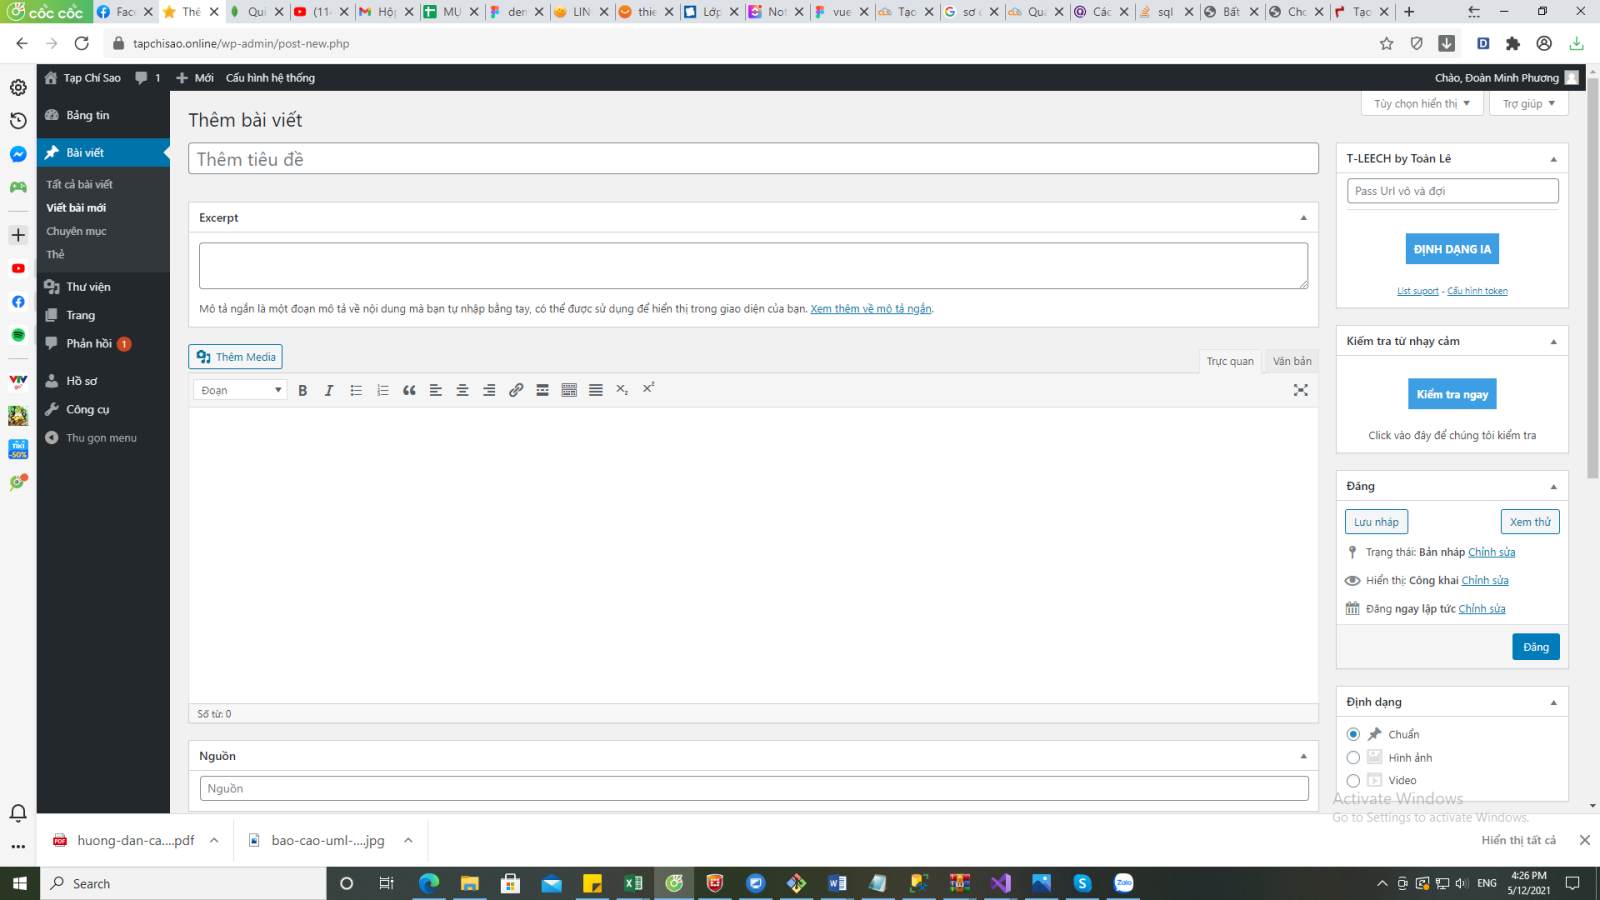 cốc cốc
Face
Thê
Qui
(114
Hộp
MỤ
den
LIN
thie
Lớp
Not
vue
Tạo
sơ đ
Quả
Các
sql
Bất
Chọ
Tạo
tapchisao.online/wp-admin/post-new.php
Tạp Chí Sao
1
Mới
Cấu hình hệ thống
Chào, Đoàn Minh Phương
Tùy chọn hiển thị ▼
Trợ giúp ▼
Bảng tin
Bài viết
Tất cả bài viết
Viết bài mới
Chuyên mục
Thẻ
Thư viện
Trang
Phản hồi 1
Hồ sơ
Công cụ
Thu gọn menu
Thêm bài viết
Thêm tiêu đề
Excerpt
Mô tả ngắn là một đoạn mô tả về nội dung mà bạn tự nhập bằng tay, có thể được sử dụng để hiển thị trong giao diện của bạn. Xem thêm về mô tả ngắn.
Thêm Media
Trực quan
Văn bản
Đoạn
Số từ: 0
Nguồn
Nguồn
T-LEECH by Toàn Lê
Pass Url vô và đợi
ĐỊNH DẠNG IA
List suport - Cấu hình token
Kiểm tra từ nhạy cảm
Kiểm tra ngay
Click vào đây để chúng tôi kiểm tra
Đăng
Lưu nháp
Xem thử
Trạng thái: Bản nháp Chỉnh sửa
Hiển thị: Công khai Chỉnh sửa
Đăng ngay lập tức Chỉnh sửa
Đăng
Định dạng
Chuẩn
Hình ảnh
Video
Activate Windows
Go to Settings to activate Windows.
huong-dan-ca....pdf
bao-cao-uml-....jpg
Hiển thị tất cả
Search
ENG
4:26 PM
5/12/2021